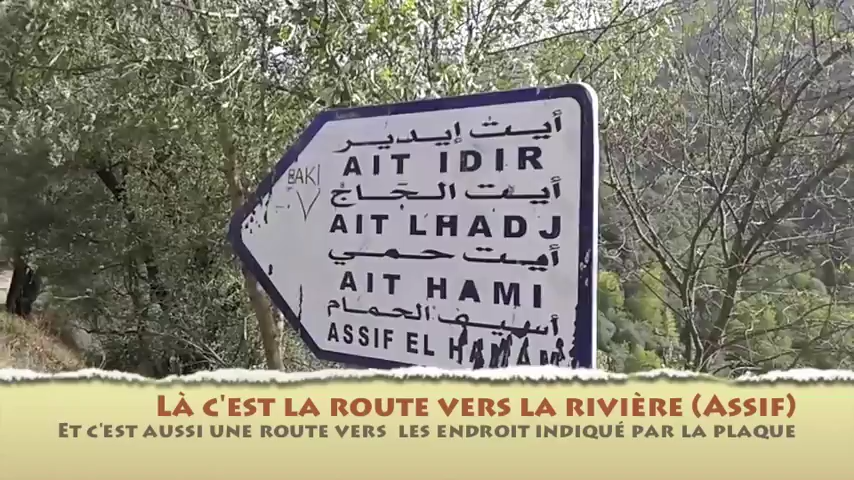 أيت إيدير
AIT IDIR
BAKI
أيت الحاج
AIT LHADJ
أيت حمي
AIT HAMI
أسيف الحمام
ASSIF EL HAMAM
LÀ C'EST LA ROUTE VERS LA RIVIÈRE (ASSIF)
ET C'EST AUSSI UNE ROUTE VERS LES ENDROIT INDIQUÉ PAR LA PLAQUE